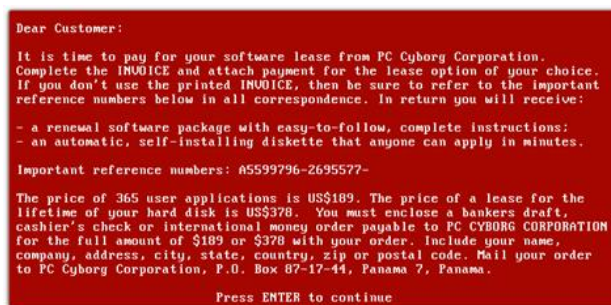 Dear Customer:
It is time to pay for your software lease from PC Cyborg Corporation.
Complete the INVOICE and attach payment for the lease option of your choice.
If you don't use the printed INVOICE, then be sure to refer to the important
reference numbers below in all correspondence. In return you will receive:
- a renewal software package with easy-to-follow, complete instructions;
- an automatic, self-installing diskette that anyone can apply in minutes.
Important reference numbers: A5599796-2695577-
The price of 365 user applications is US$189. The price of a lease for the
lifetime of your hard disk is US$378. You must enclose a bankers draft,
cashier's check or international money order payable to PC CYBORG CORPORATION
for the full amount of $189 or $378 with your order. Include your name,
company, address, city, state, country, zip or postal code. Mail your order
to PC Cyborg Corporation, P.O. Box 87-17-44, Panama 7, Panama.
Press ENTER to continue